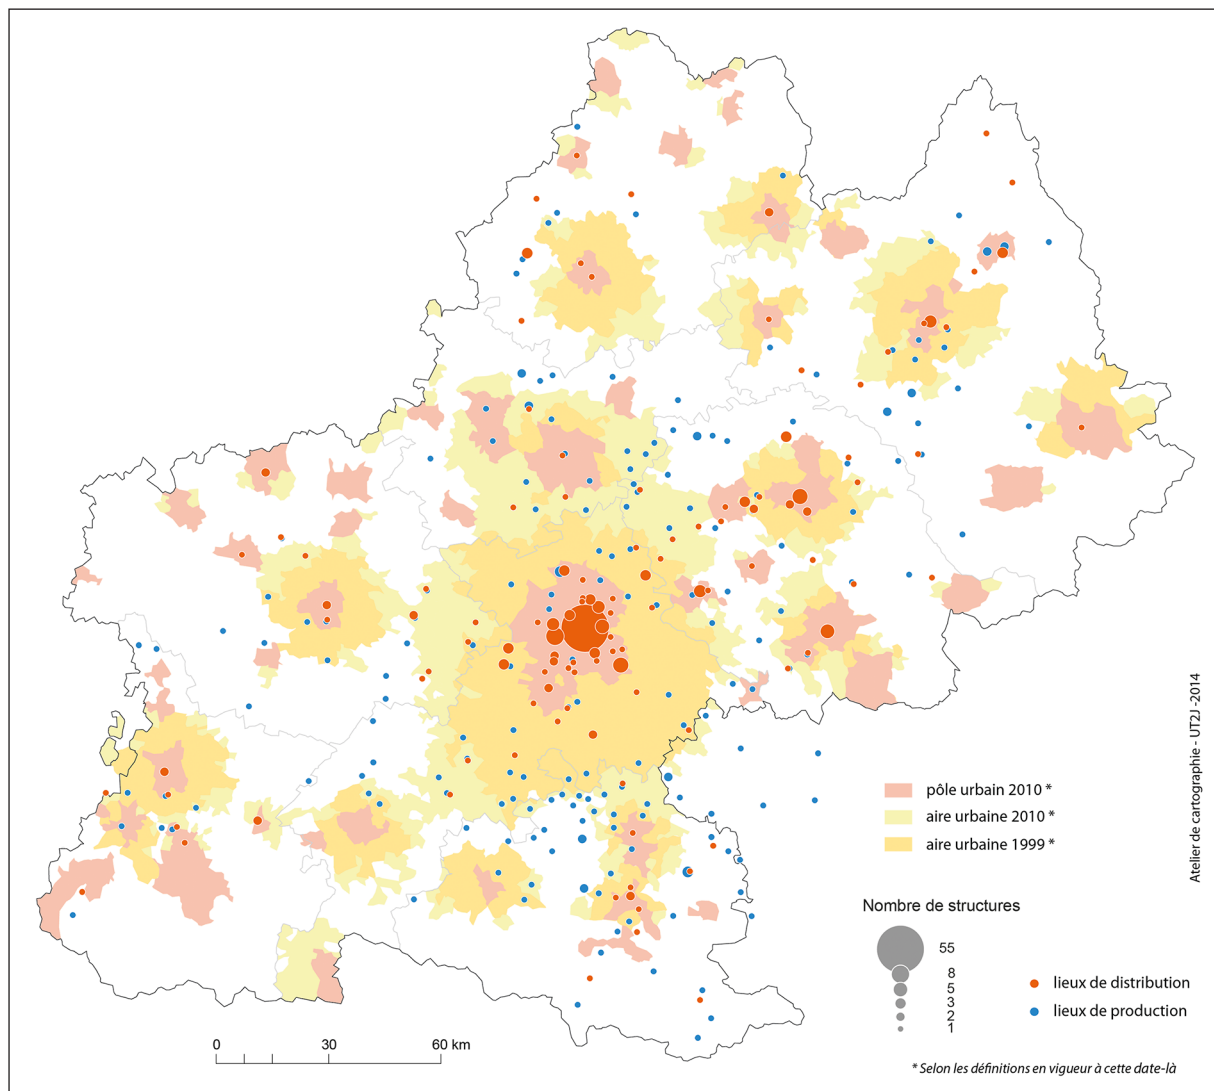 Atelier de cartographie - UT2J -2014
pôle urbain 2010 *
aire urbaine 2010 *
aire urbaine 1999 *
Nombre de structures
55
8
5
3
2
1
lieux de distribution
lieux de production
0 30 60 km
* Selon les définitions en vigueur à cette date-là